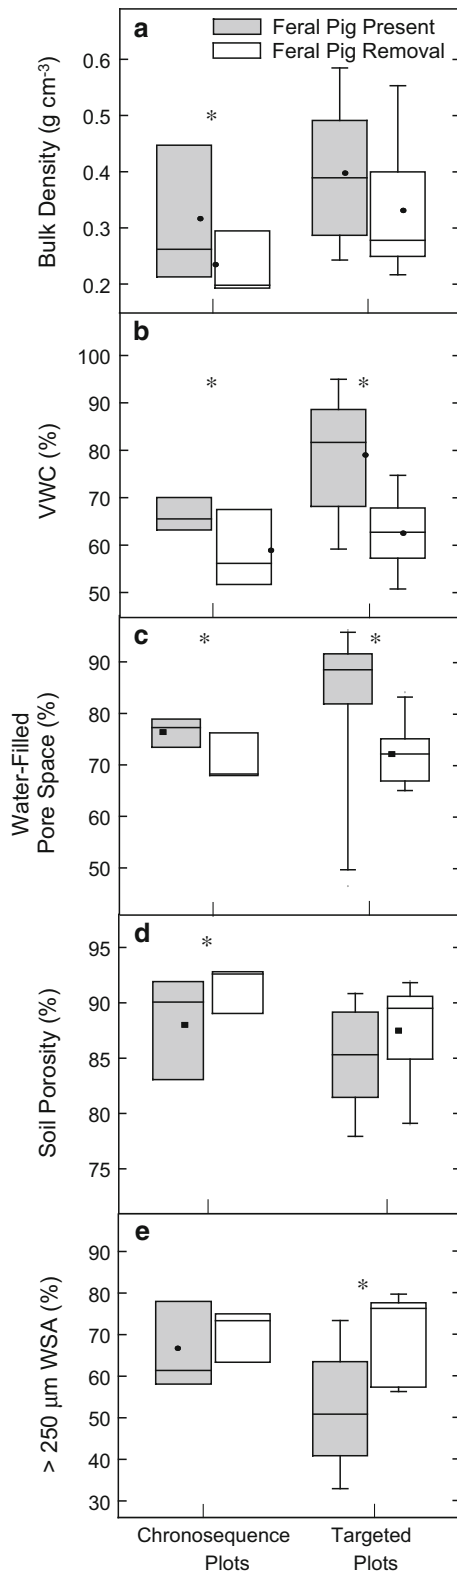 a
Feral Pig Present
Feral Pig Removal
Bulk Density (g cm⁻³)
0.6
0.5
0.4
0.3
0.2
*
b
VWC (%)
100
90
80
70
60
50
*
*
c
Water-Filled
Pore Space (%)
90
80
70
60
50
*
*
d
Soil Porosity (%)
95
90
85
80
75
*
e
> 250 µm WSA (%)
90
80
70
60
50
40
30
*
Chronosequence
Plots
Targeted
Plots